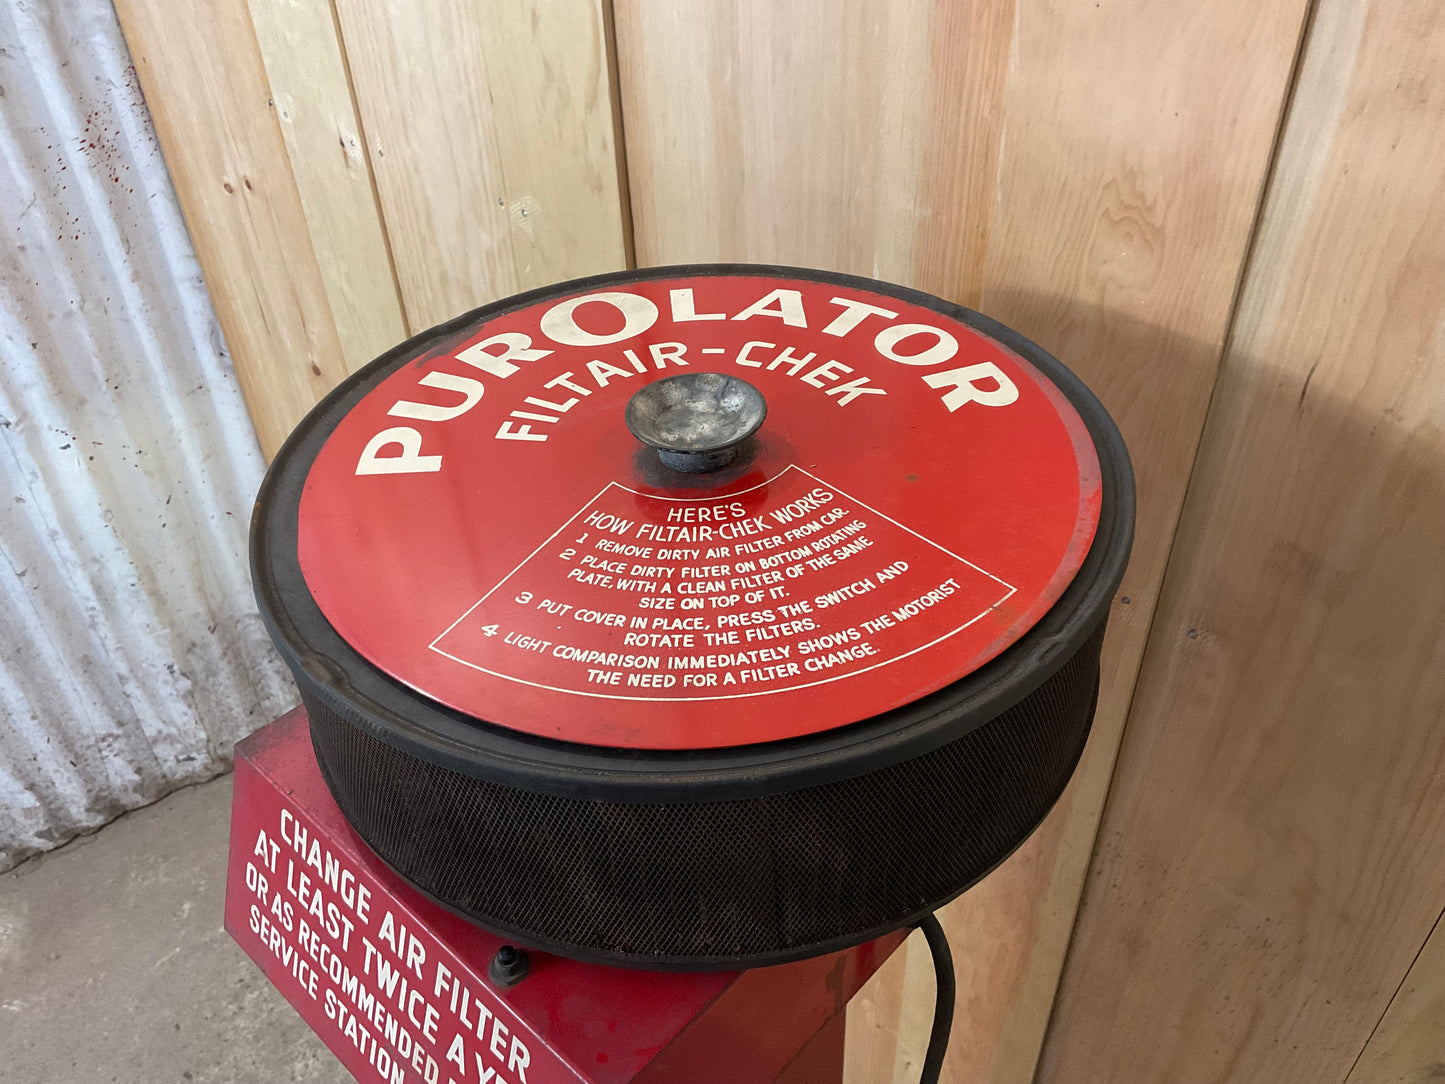 PUROLATOR
FILTAIR-CHEK
HERE'S
HOW FILTAIR-CHEK WORKS
1 REMOVE DIRTY AIR FILTER FROM CAR.
2 PLACE DIRTY FILTER ON BOTTOM ROTATING
PLATE, WITH A CLEAN FILTER OF THE SAME
SIZE ON TOP OF IT.
3 PUT COVER IN PLACE, PRESS THE SWITCH AND
ROTATE THE FILTERS.
4 LIGHT COMPARISON IMMEDIATELY SHOWS THE MOTORIST
THE NEED FOR A FILTER CHANGE.
CHANGE AIR FILTER
AT LEAST TWICE A
OR AS RECOMMENDED
SERVICE STATION